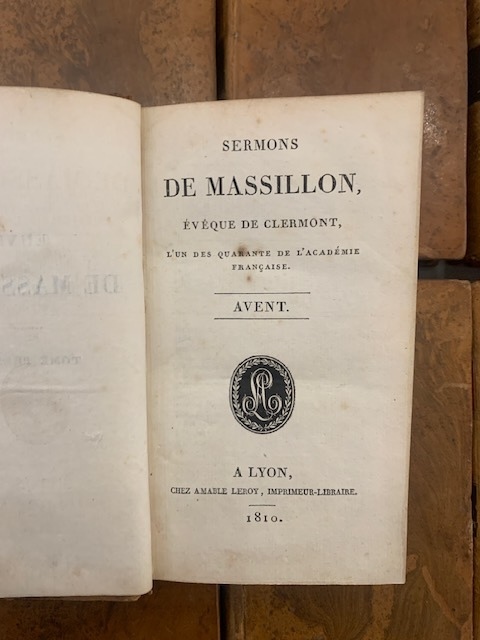 SERMONS
DE MASSILLON,
ÉVÊQUE DE CLERMONT,
L'UN DES QUARANTE DE L'ACADÉMIE
FRANÇAISE.
AVENT.
A LYON,
CHEZ AMABLE LEROY, IMPRIMEUR-LIBRAIRE.
1810.